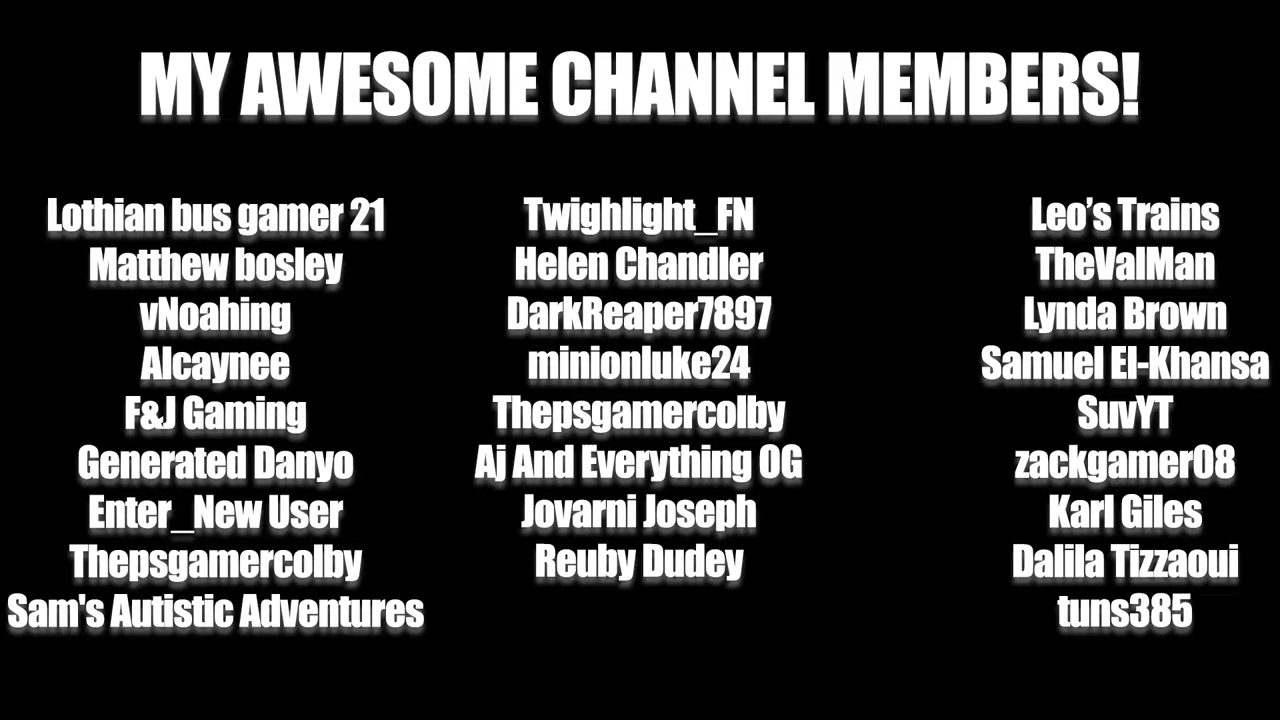 MY AWESOME CHANNEL MEMBERS!
Lothian bus gamer 21
Matthew bosley
vNoahing
Alcaynee
F&J Gaming
Generated Danyo
Enter_New User
Thepsgamercolby
Sam's Autistic Adventures
Twighlight_FN
Helen Chandler
DarkReaper7897
minionluke24
Thepsgamercolby
Aj And Everything OG
Jovarni Joseph
Reuby Dudey
Leo’s Trains
TheValMan
Lynda Brown
Samuel El-Khansa
SuvYT
zackgamer08
Karl Giles
Dalila Tizzaoui
tuns385